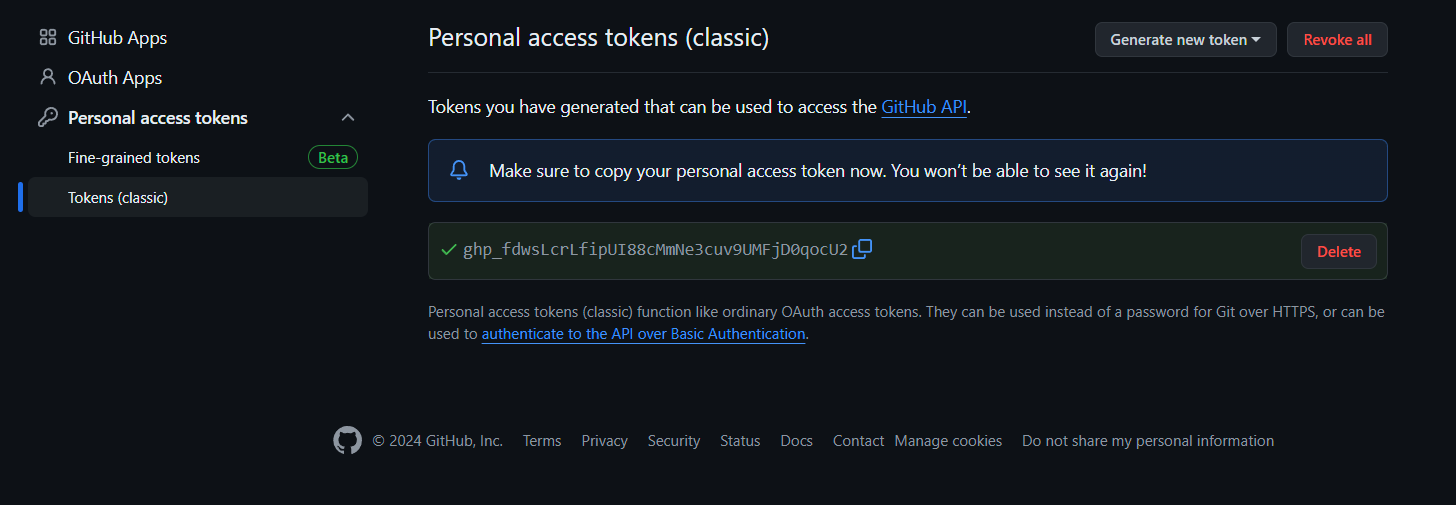 GitHub Apps
OAuth Apps
Personal access tokens
Fine-grained tokens Beta
Tokens (classic)
Personal access tokens (classic)
Generate new token
Revoke all
Tokens you have generated that can be used to access the GitHub API.
Make sure to copy your personal access token now. You won’t be able to see it again!
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
Delete
Personal access tokens (classic) function like ordinary OAuth access tokens. They can be used instead of a password for Git over HTTPS, or can be
used to authenticate to the API over Basic Authentication.
© 2024 GitHub, Inc. Terms Privacy Security Status Docs Contact Manage cookies Do not share my personal information